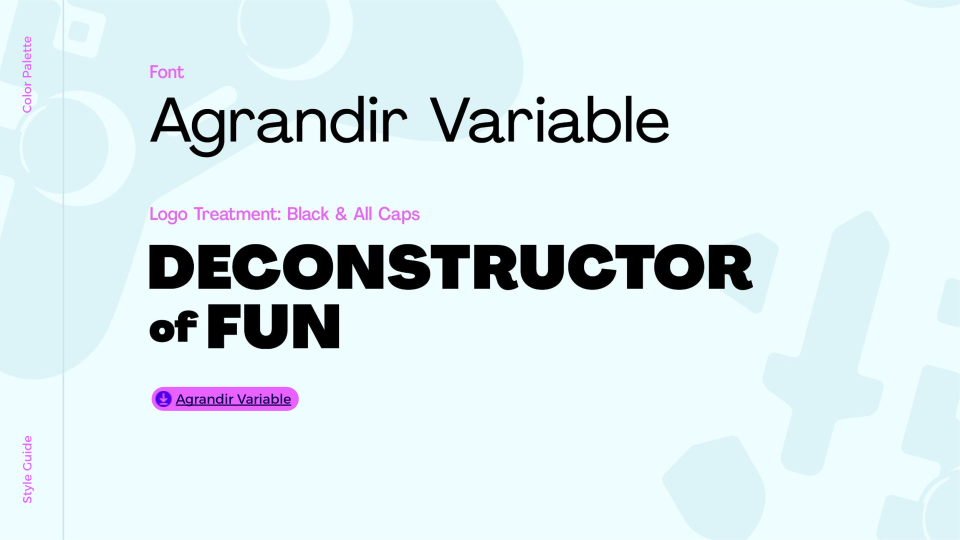 Color Palette
Font
Agrandir Variable
Logo Treatment: Black & All Caps
DECONSTRUCTOR
of FUN
Agrandir Variable
Style Guide